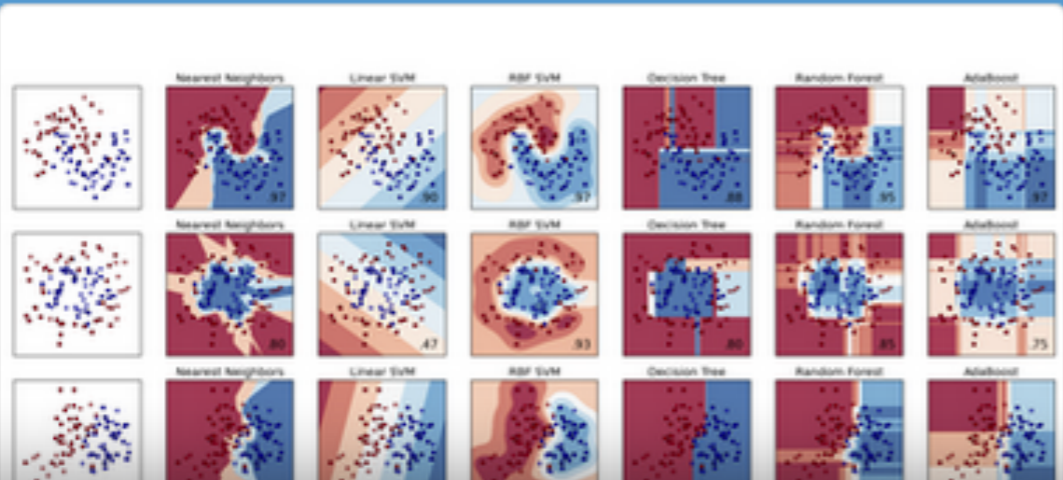 Nearest Neighbors Linear SVM RBF SVM Decision Tree Random Forest AdaBoost
.97 .90 .97 .88 .95 .97
Nearest Neighbors Linear SVM RBF SVM Decision Tree Random Forest AdaBoost
.80 .47 .93 .80 .85 .75
Nearest Neighbors Linear SVM RBF SVM Decision Tree Random Forest AdaBoost